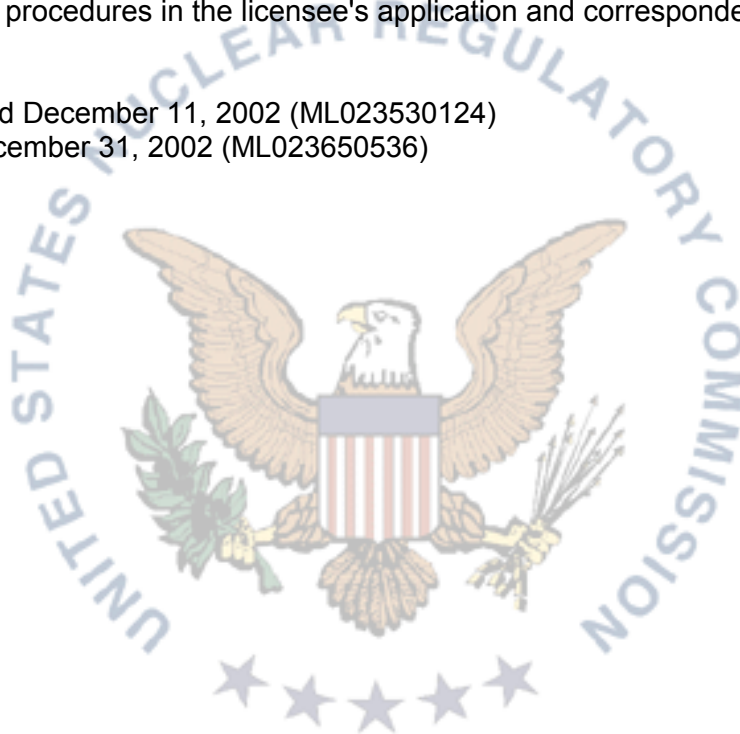 procedures in the licensee's application and corresponde
d December 11, 2002 (ML023530124)
cember 31, 2002 (ML023650536)
UNITED STATES NUCLEAR REGULATORY COMMISSION